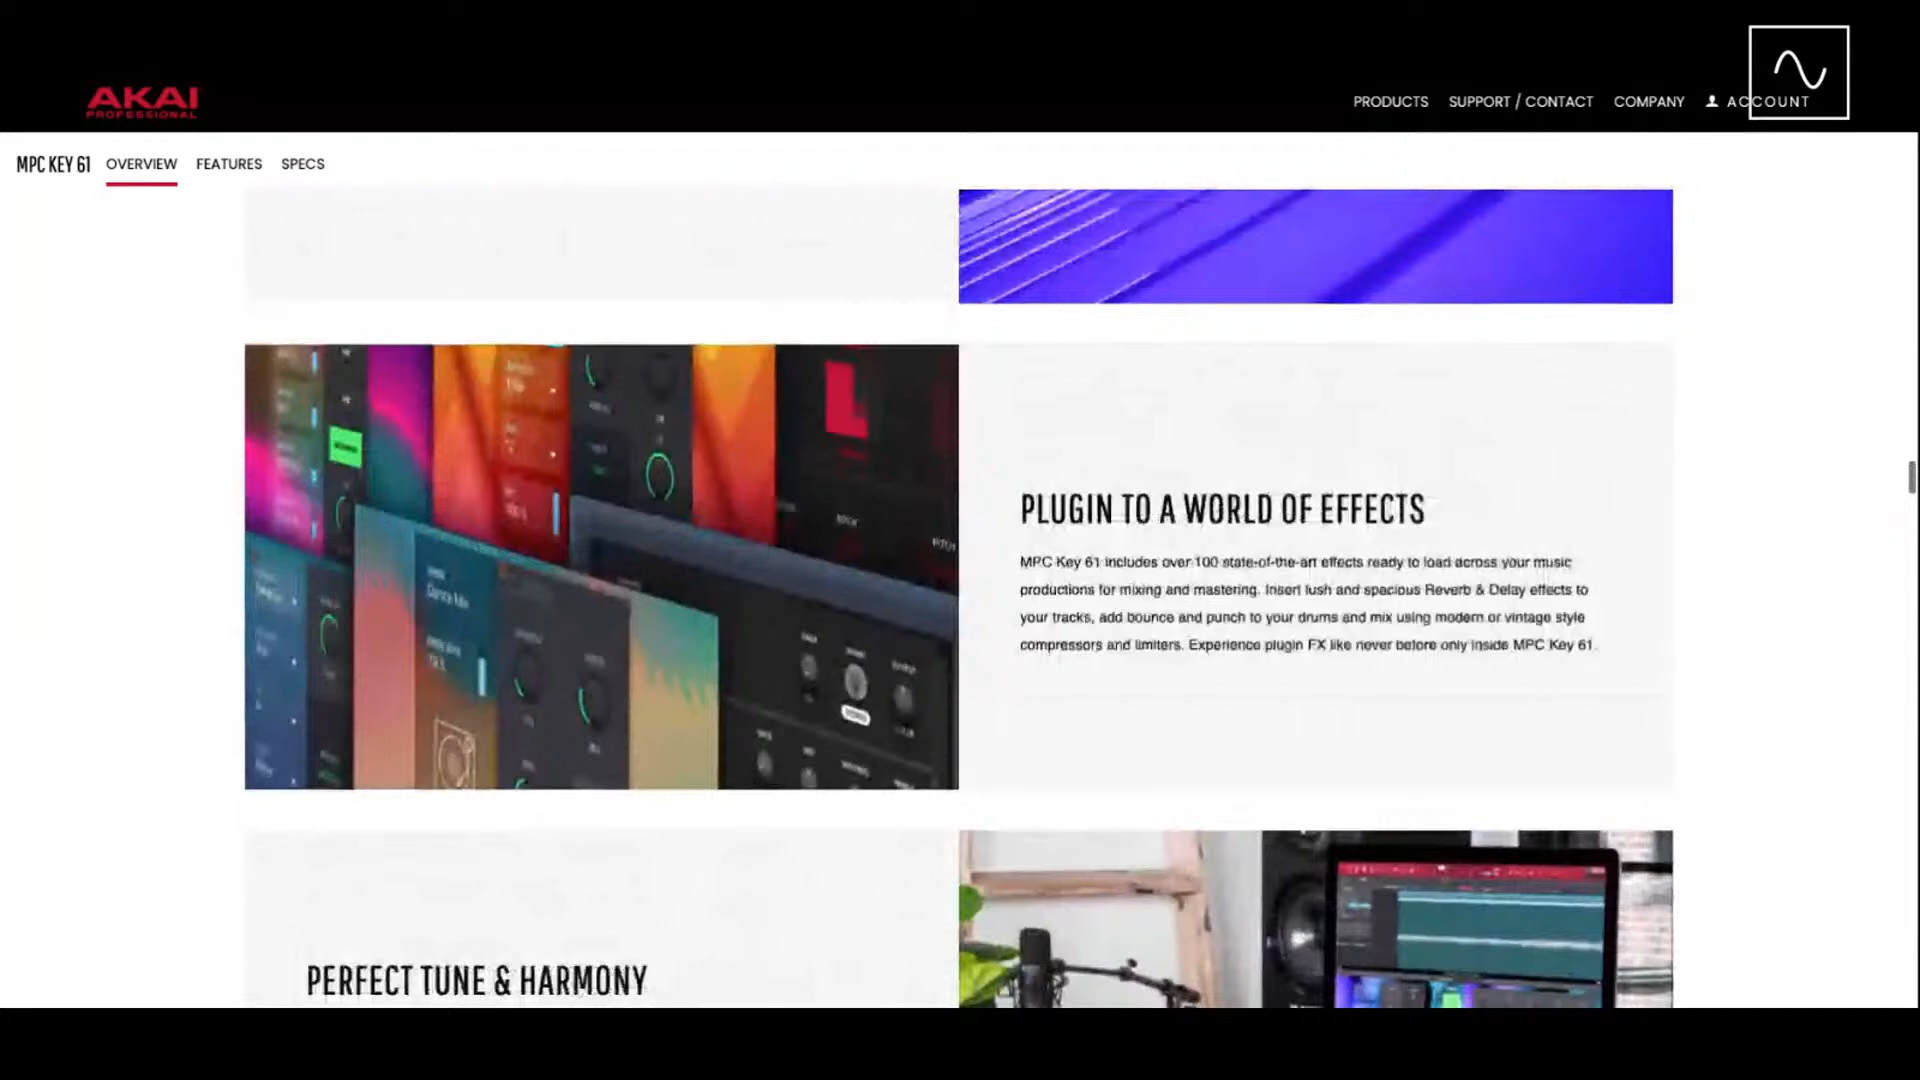 AKAI
PROFESSIONAL
PRODUCTS SUPPORT / CONTACT COMPANY ACCOUNT
MPC KEY 61 OVERVIEW FEATURES SPECS
PLUGIN TO A WORLD OF EFFECTS
MPC Key 61 includes over 100 state-of-the-art effects ready to load across your music
productions for mixing and mastering. Insert lush and spacious Reverb & Delay effects to
your tracks, add bounce and punch to your drums and mix using modern or vintage style
compressors and limiters. Experience plugin FX like never before only inside MPC Key 61.
Dance Mix
PERFECT TUNE & HARMONY